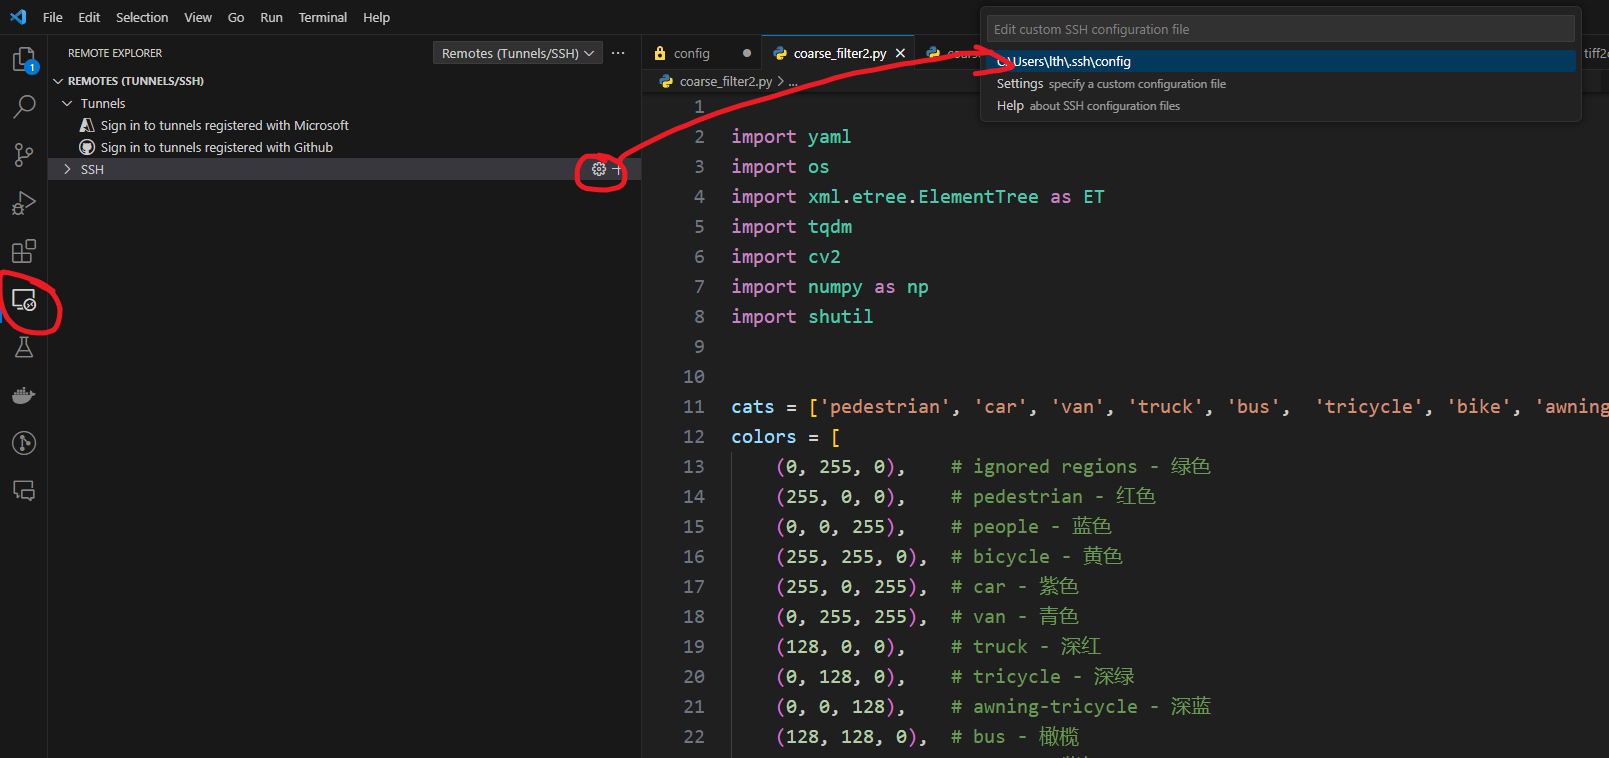 File Edit Selection View Go Run Terminal Help
Edit custom SSH configuration file
C:\Users\lth\.ssh\config
Settings specify a custom configuration file
Help about SSH configuration files
REMOTE EXPLORER
Remotes (Tunnels/SSH)
REMOTES (TUNNELS/SSH)
Tunnels
Sign in to tunnels registered with Microsoft
Sign in to tunnels registered with Github
SSH
1
config
coarse_filter2.py
coarse_filter2.py > ...
1
2 import yaml
3 import os
4 import xml.etree.ElementTree as ET
5 import tqdm
6 import cv2
7 import numpy as np
8 import shutil
9
10
11 cats = ['pedestrian', 'car', 'van', 'truck', 'bus',  'tricycle', 'bike', 'awning
12 colors = [
13 (0, 255, 0),    # ignored regions - 绿色
14 (255, 0, 0),    # pedestrian - 红色
15 (0, 0, 255),    # people - 蓝色
16 (255, 255, 0),  # bicycle - 黄色
17 (255, 0, 255),  # car - 紫色
18 (0, 255, 255),  # van - 青色
19 (128, 0, 0),    # truck - 深红
20 (0, 128, 0),    # tricycle - 深绿
21 (0, 0, 128),    # awning-tricycle - 深蓝
22 (128, 128, 0),  # bus - 橄榄